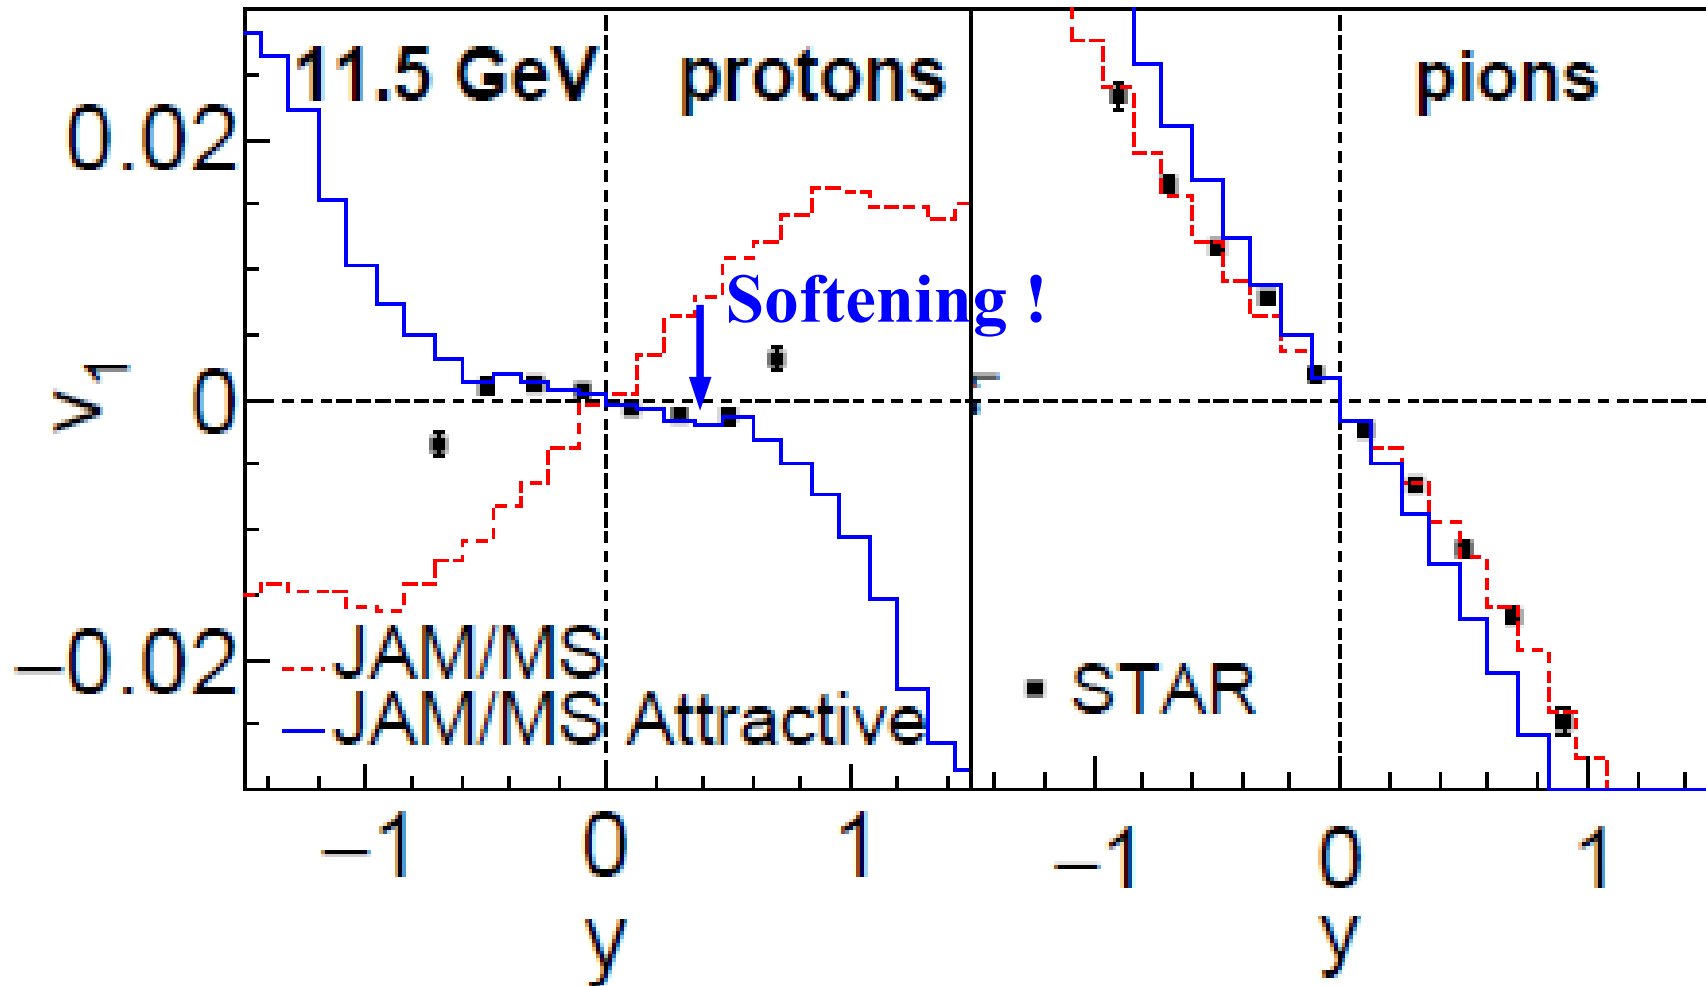 11.5 GeV protons
pions
0.02
Softening !
v1
0
−0.02
JAM/MS
JAM/MS Attractive
STAR
−1 0 1
−1 0 1
y
y